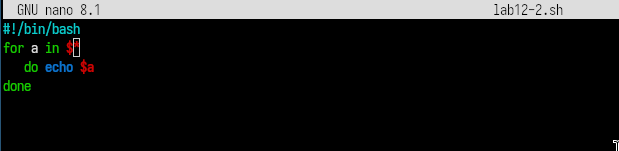 GNU nano 8.1 lab12-2.sh
#!/bin/bash
for a in $*
do echo $a
done